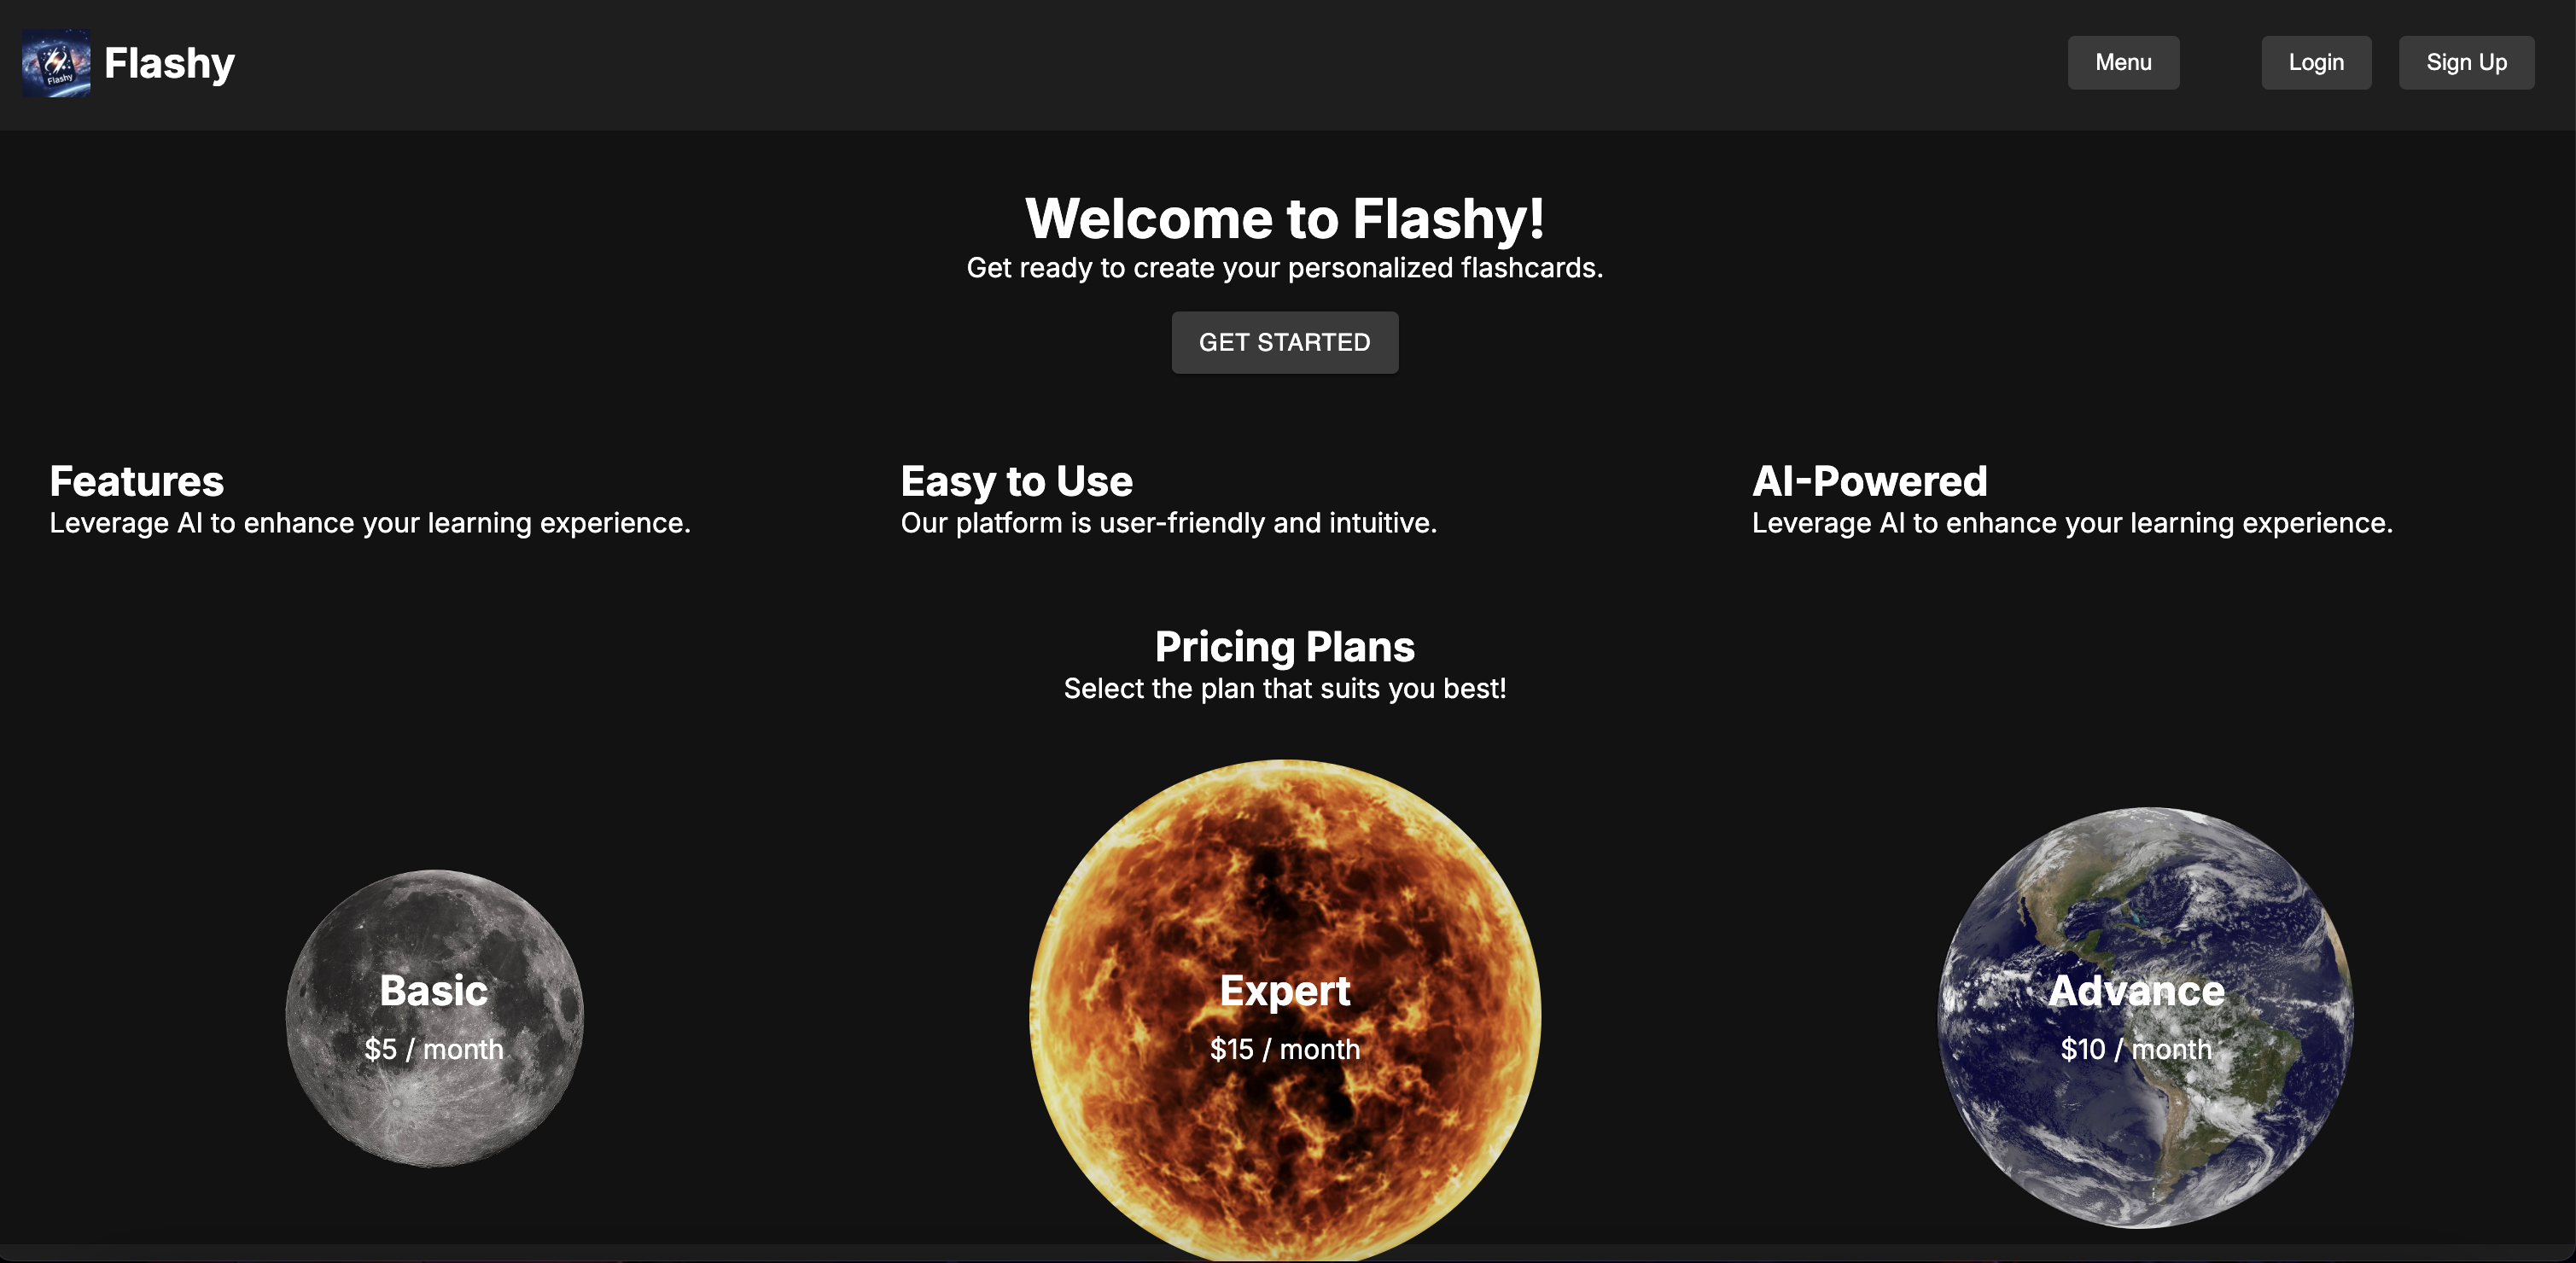 Flashy
Flashy
Menu
Login
Sign Up
Welcome to Flashy!
Get ready to create your personalized flashcards.
GET STARTED
Features
Leverage AI to enhance your learning experience.
Easy to Use
Our platform is user-friendly and intuitive.
AI-Powered
Leverage AI to enhance your learning experience.
Pricing Plans
Select the plan that suits you best!
Basic
$5 / month
Expert
$15 / month
Advance
$10 / month